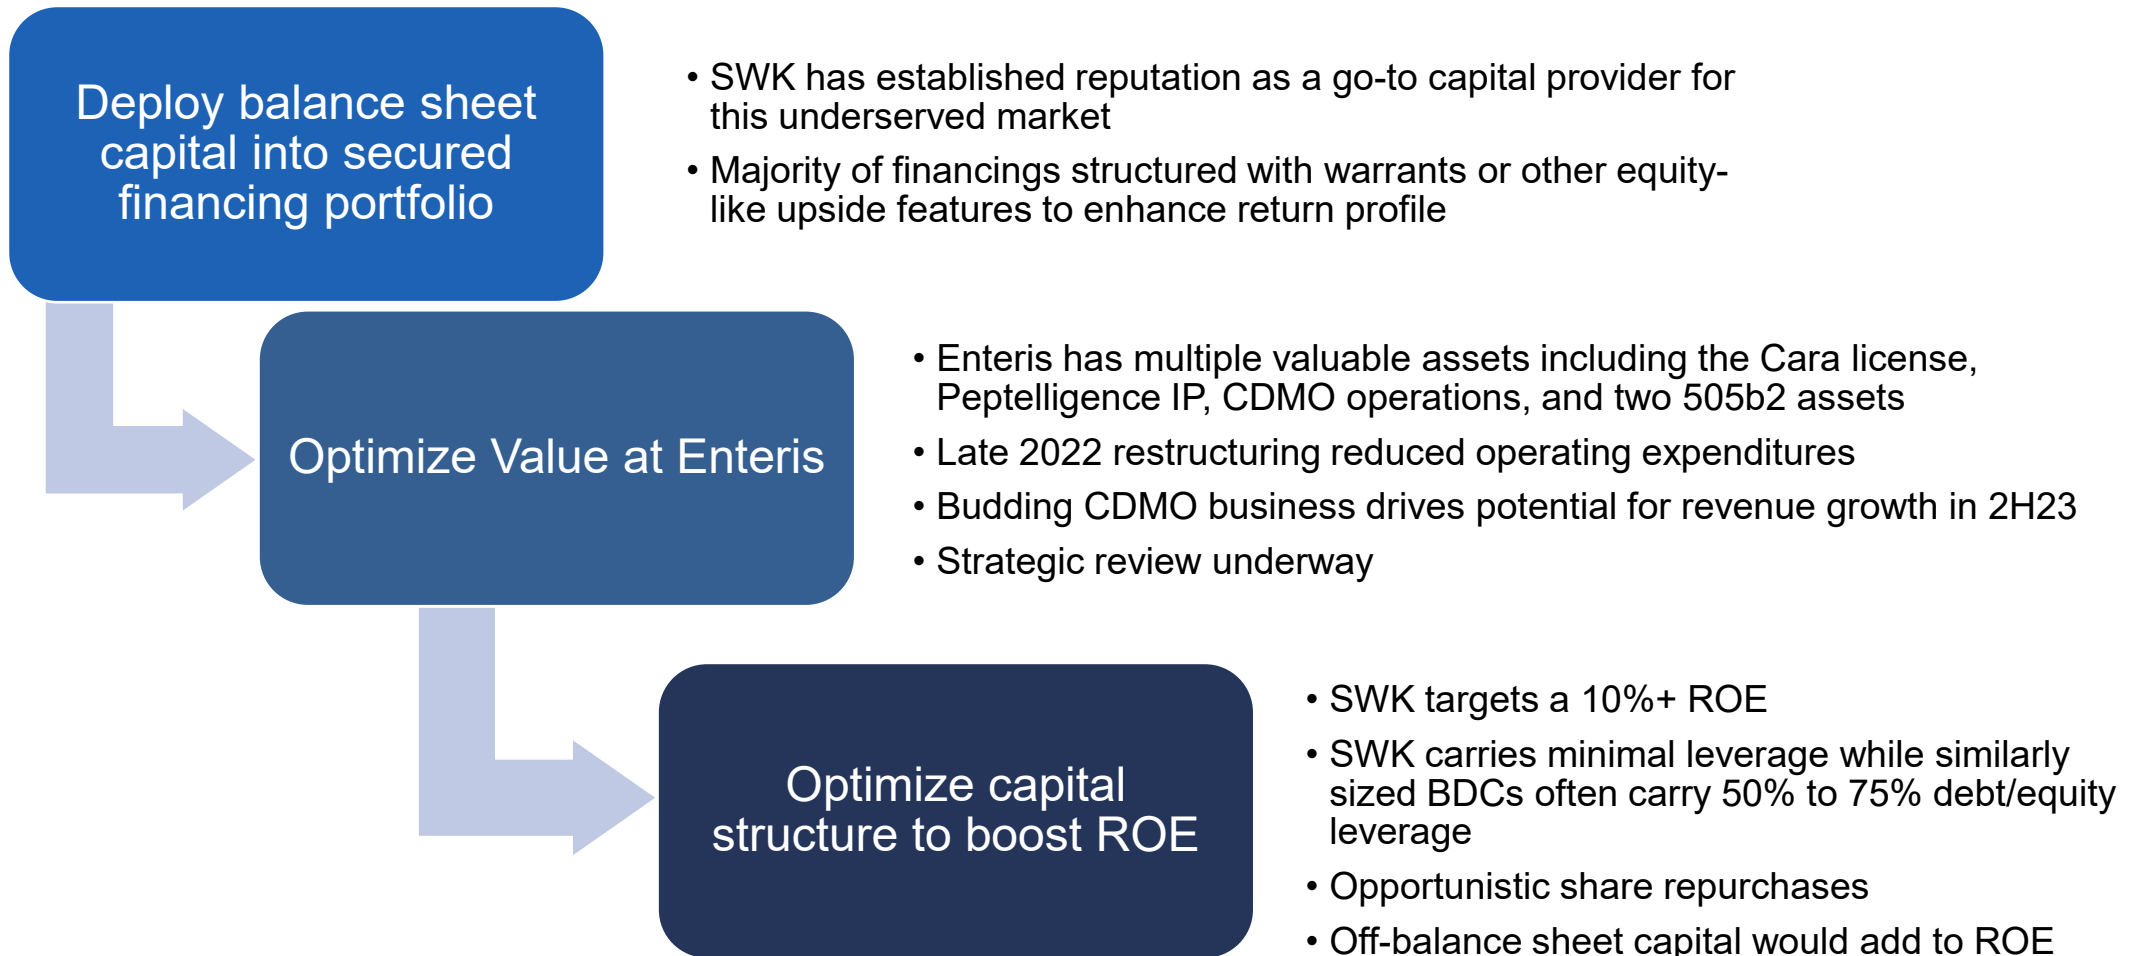 Deploy balance sheet
capital into secured
financing portfolio
• SWK has established reputation as a go-to capital provider for
this underserved market
• Majority of financings structured with warrants or other equity-
like upside features to enhance return profile
Optimize Value at Enteris
• Enteris has multiple valuable assets including the Cara license,
Peptelligence IP, CDMO operations, and two 505b2 assets
• Late 2022 restructuring reduced operating expenditures
• Budding CDMO business drives potential for revenue growth in 2H23
• Strategic review underway
Optimize capital
structure to boost ROE
• SWK targets a 10%+ ROE
• SWK carries minimal leverage while similarly
sized BDCs often carry 50% to 75% debt/equity
leverage
• Opportunistic share repurchases
• Off-balance sheet capital would add to ROE